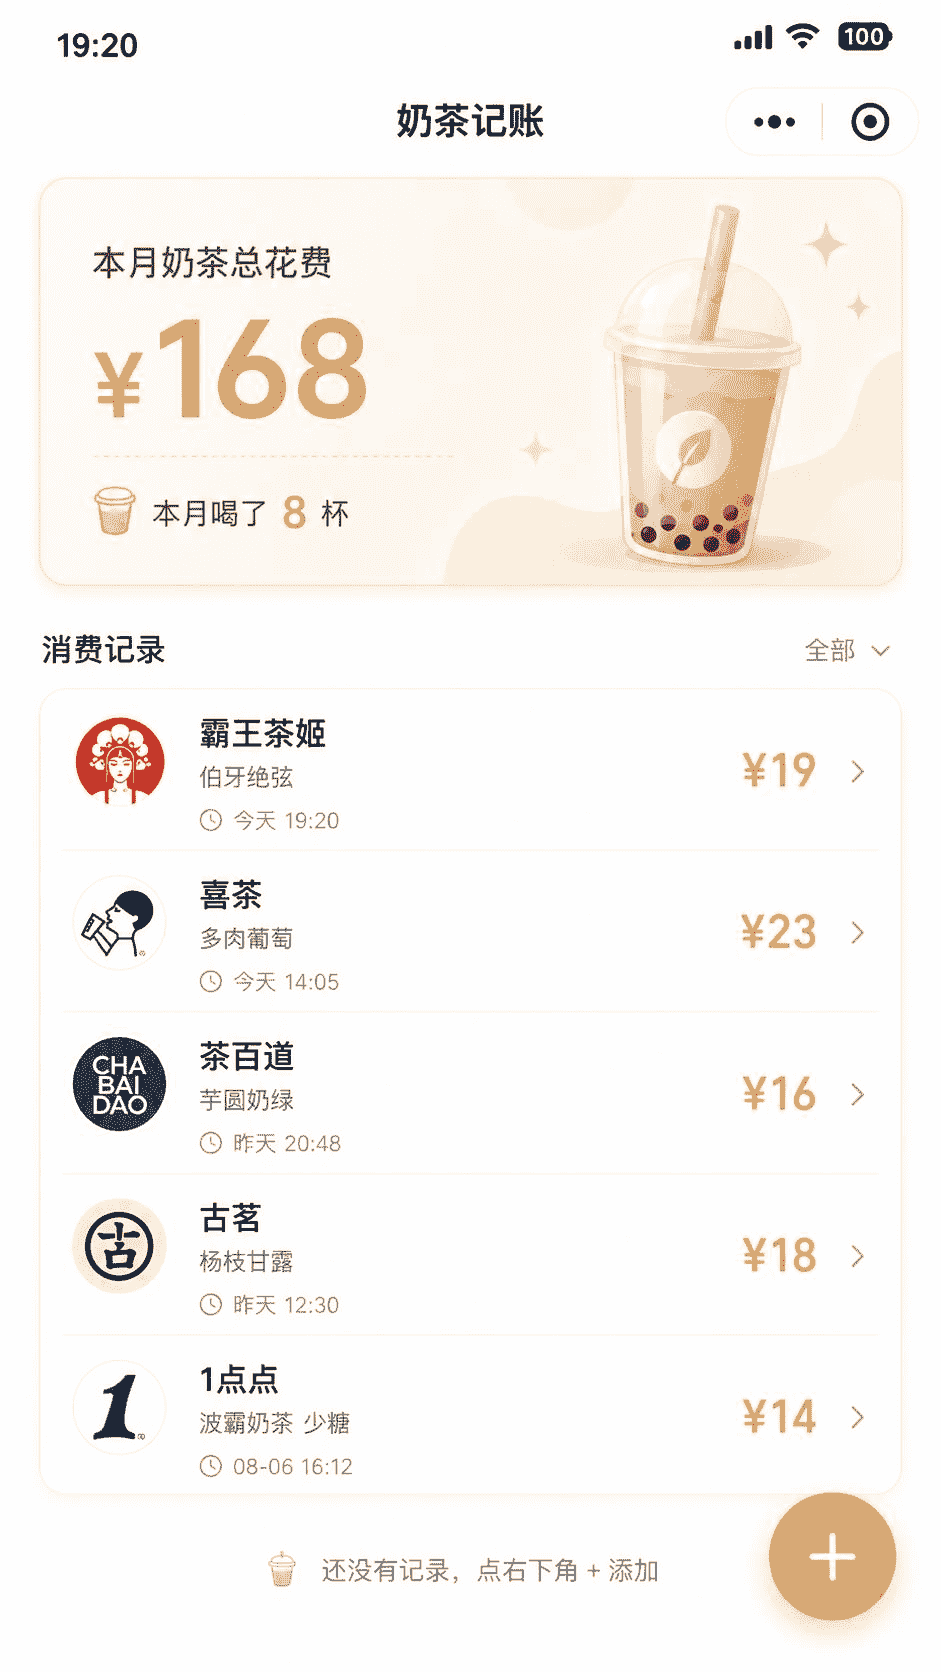 19:20
100
奶茶记账
本月奶茶总花费
¥168
本月喝了 8 杯
消费记录
全部
霸王茶姬
伯牙绝弦
今天 19:20
¥19
喜茶
多肉葡萄
今天 14:05
¥23
CHA
BAI
DAO
茶百道
芋圆奶绿
昨天 20:48
¥16
古
古茗
杨枝甘露
昨天 12:30
¥18
1
1点点
波霸奶茶 少糖
08-06 16:12
¥14
还没有记录，点右下角 + 添加